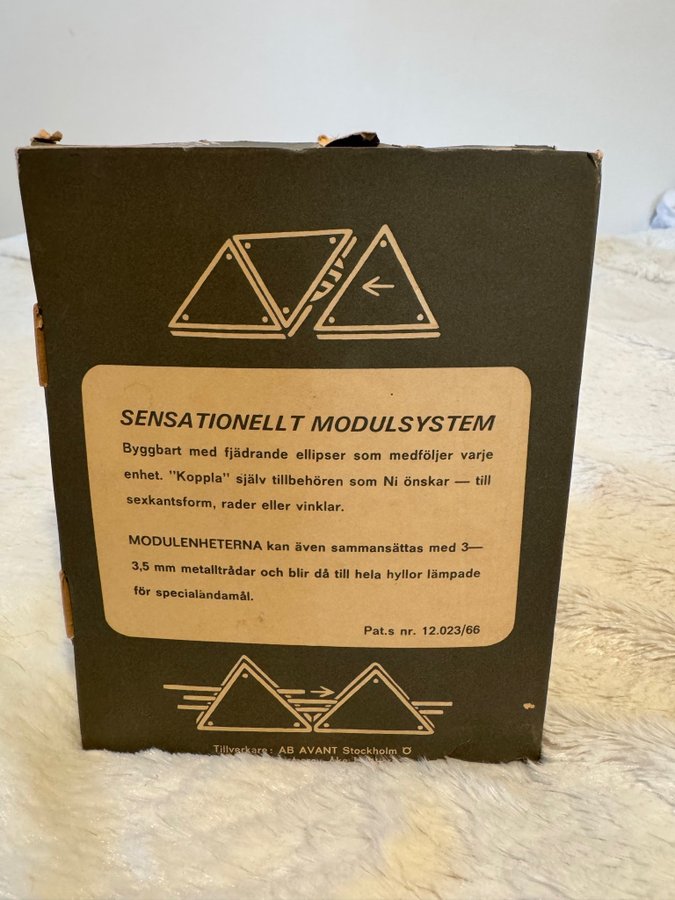 SENSATIONELLT MODULSYSTEM
Byggbart med fjädrande ellipser som medföljer varje
enhet. "Koppla" själv tillbehören som Ni önskar — till
sexkantsform, rader eller vinklar.
MODULENHETERNA kan även sammansättas med 3—
3,5 mm metalltrådar och blir då till hela hyllor lämpade
för specialändamål.
Pat.s nr. 12.023/66
Tillverkare: AB AVANT Stockholm Ö